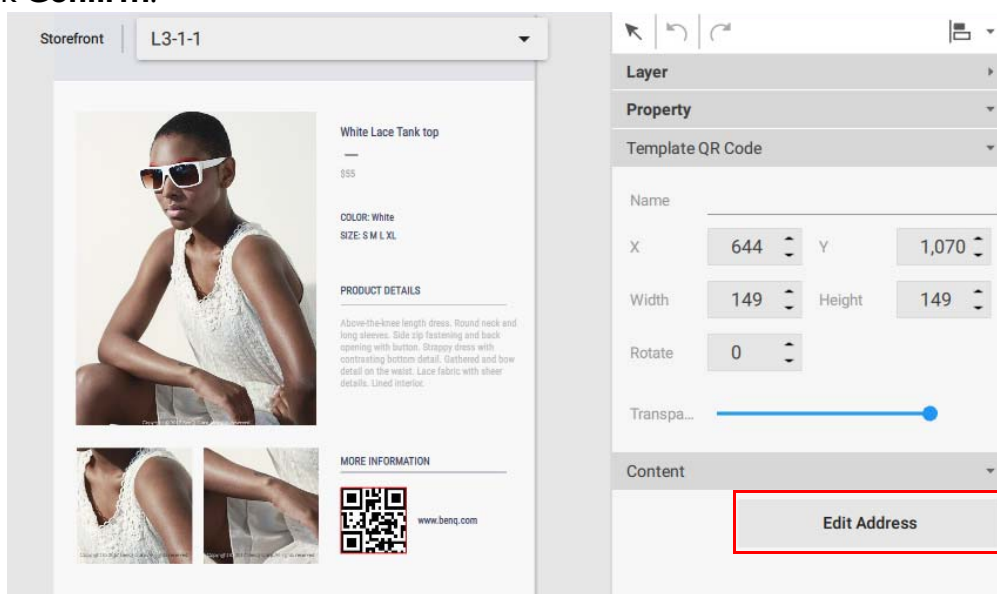 k Confirm.
Storefront L3-1-1
White Lace Tank top
$55
COLOR: White
SIZE: S M L XL
PRODUCT DETAILS
Above-the-knee length dress. Round neck and
long sleeves. Side zip fastening and back
opening with button. Strappy dress with
contrasting bottom detail. Gathered and bow
detail on the waist. Lace fabric with sheer
details. Lined interior.
MORE INFORMATION
www.benq.com
Layer
Property
Template QR Code
Name
X 644 Y 1,070
Width 149 Height 149
Rotate 0
Transpa...
Content
Edit Address